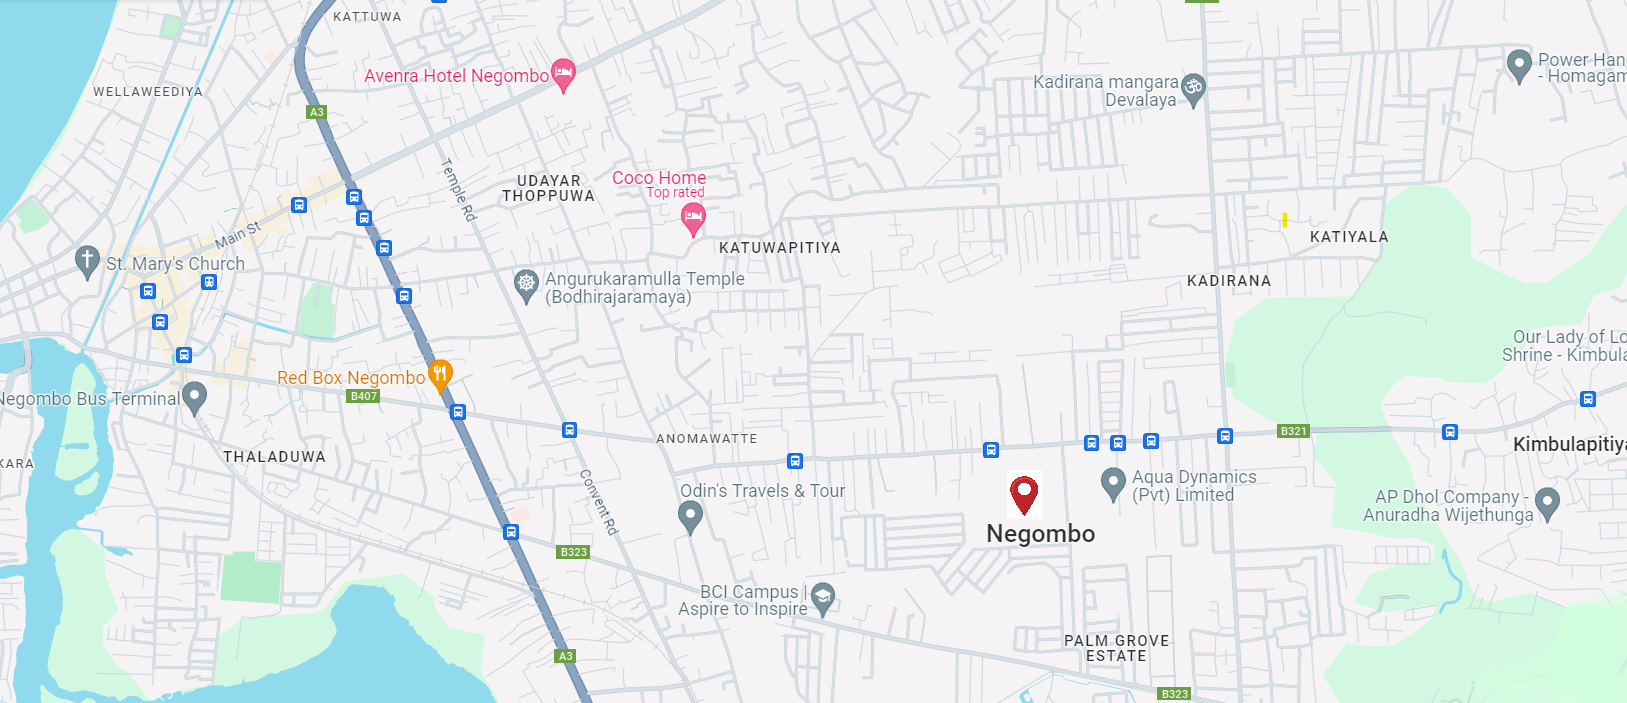 KATTUWA
Avenra Hotel Negombo
WELLAWEEDIYA
A3
Kadirana mangara
Devalaya
Power Han
- Homagam
Temple Rd
UDAYAR
THOPPUWA
Coco Home
Top rated
Main St
KATUWAPITIYA
KATIYALA
St. Mary's Church
KADIRANA
Angurukaramulla Temple
(Bodhirajaramaya)
Our Lady of Lo
Shrine - Kimbula
Red Box Negombo
B407
Negombo Bus Terminal
ANOMAWATTE
B321
Kimbulapitiya
THALADUWA
KARA
Convent Rd
Odin's Travels & Tour
Aqua Dynamics
(Pvt) Limited
AP Dhol Company -
Anuradha Wijethunga
Negombo
B323
BCI Campus |
Aspire to Inspire
PALM GROVE
ESTATE
A3
B323